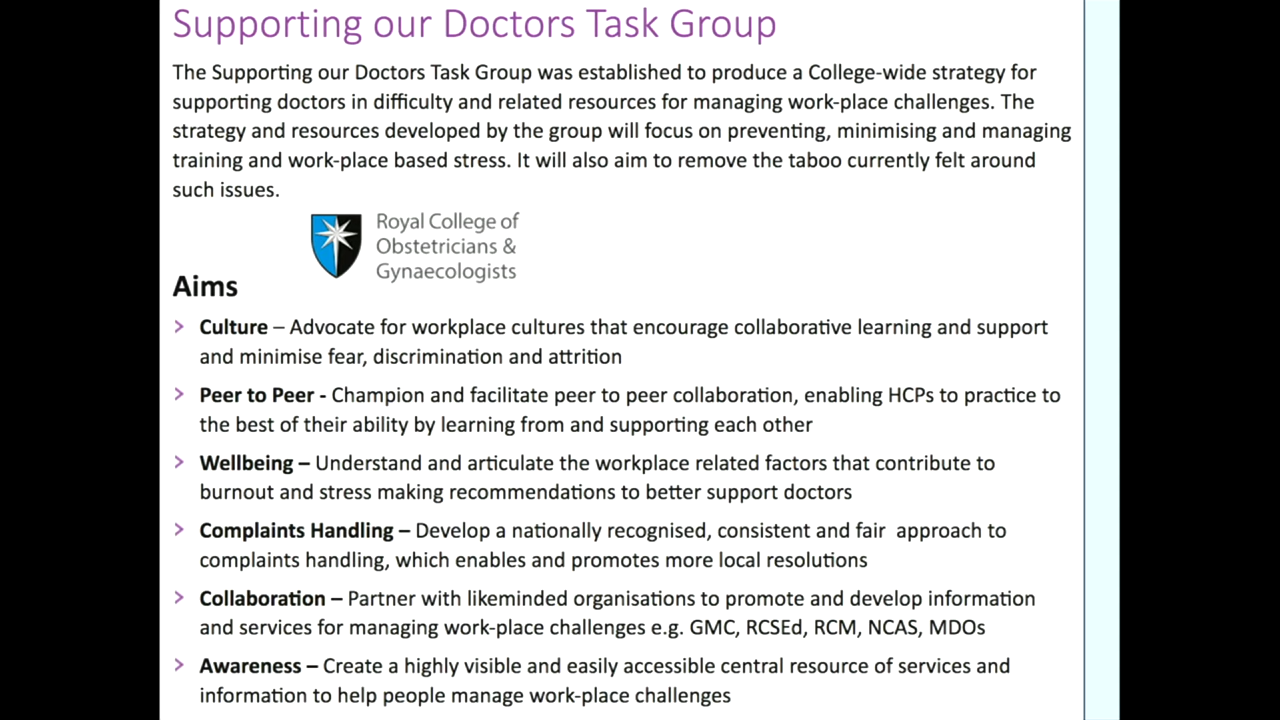 Supporting our Doctors Task Group
The Supporting our Doctors Task Group was established to produce a College-wide strategy for
supporting doctors in difficulty and related resources for managing work-place challenges. The
strategy and resources developed by the group will focus on preventing, minimising and managing
training and work-place based stress. It will also aim to remove the taboo currently felt around
such issues.
Royal College of
Obstetricians &
Gynaecologists
Aims
> Culture – Advocate for workplace cultures that encourage collaborative learning and support
and minimise fear, discrimination and attrition
> Peer to Peer - Champion and facilitate peer to peer collaboration, enabling HCPs to practice to
the best of their ability by learning from and supporting each other
> Wellbeing – Understand and articulate the workplace related factors that contribute to
burnout and stress making recommendations to better support doctors
> Complaints Handling – Develop a nationally recognised, consistent and fair  approach to
complaints handling, which enables and promotes more local resolutions
> Collaboration – Partner with likeminded organisations to promote and develop information
and services for managing work-place challenges e.g. GMC, RCSEd, RCM, NCAS, MDOs
> Awareness – Create a highly visible and easily accessible central resource of services and
information to help people manage work-place challenges